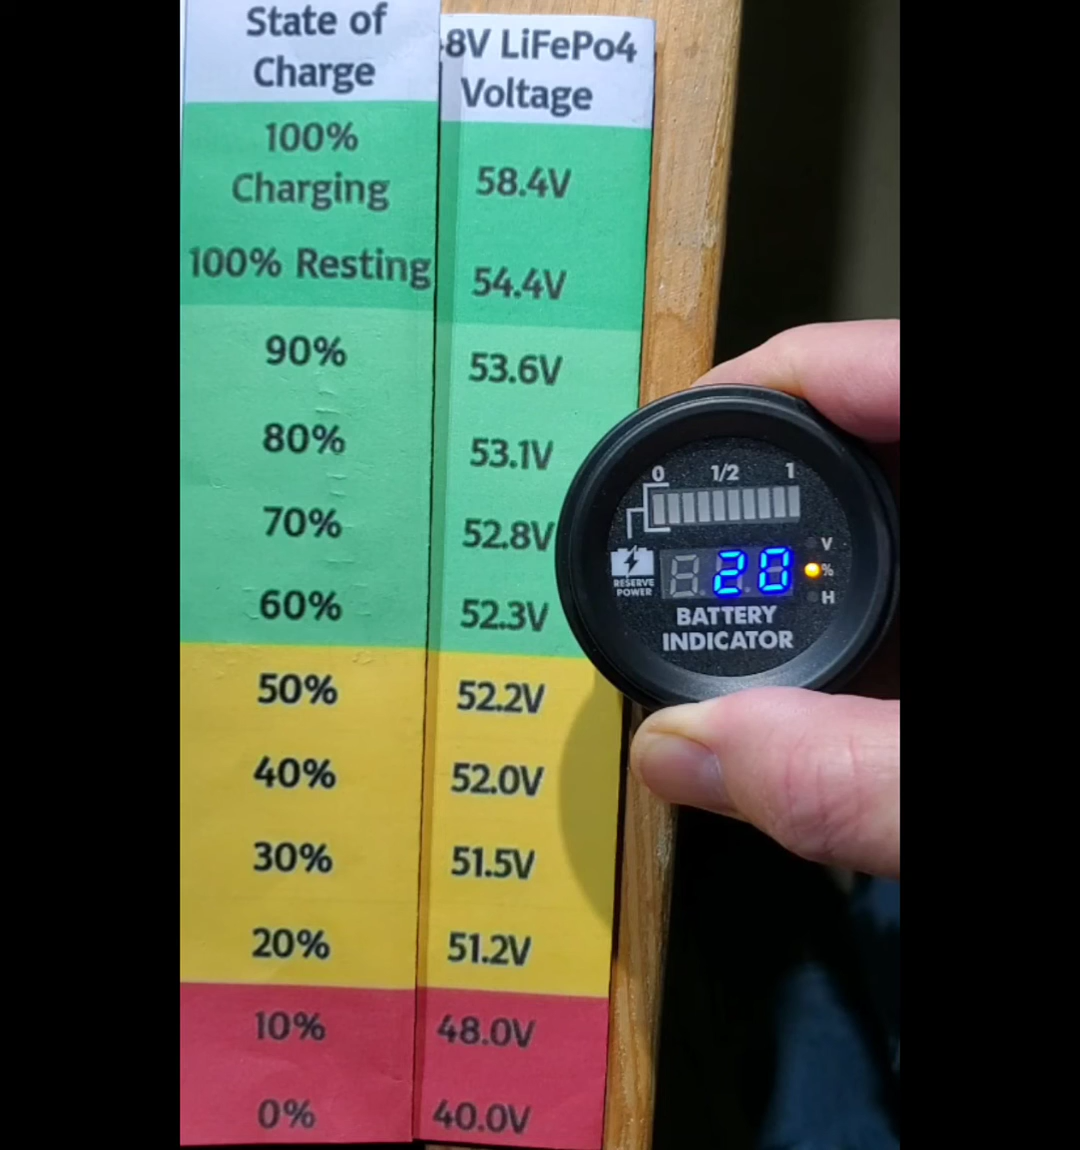 State of
Charge
8V LiFePo4
Voltage
100%
Charging
58.4V
100% Resting
54.4V
90%
53.6V
80%
53.1V
70%
52.8V
60%
52.3V
50%
52.2V
40%
52.0V
30%
51.5V
20%
51.2V
10%
48.0V
0%
40.0V
0 1/2 1
V
20 %
H
RESERVE
POWER
BATTERY
INDICATOR